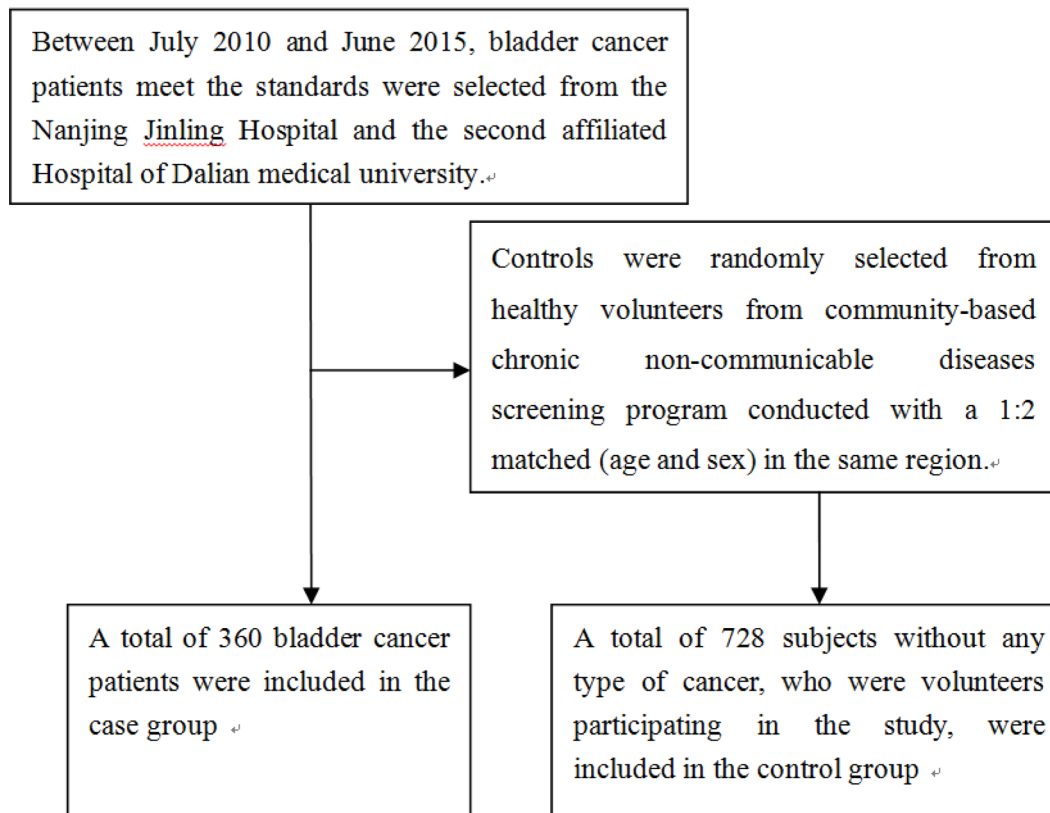 Between July 2010 and June 2015, bladder cancer
patients meet the standards were selected from the
Nanjing Jinling Hospital and the second affiliated
Hospital of Dalian medical university.
Controls were randomly selected from
healthy volunteers from community-based
chronic non-communicable diseases
screening program conducted with a 1:2
matched (age and sex) in the same region.
A total of 360 bladder cancer
patients were included in the
case group
A total of 728 subjects without any
type of cancer, who were volunteers
participating in the study, were
included in the control group